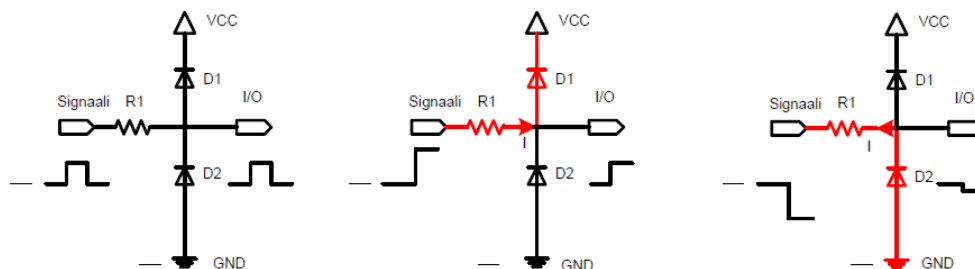 VCC
D1
Signaali R1 I/O
D2
GND
VCC
D1
Signaali R1 I/O
I
D2
GND
VCC
D1
Signaali R1 I/O
I
D2
GND